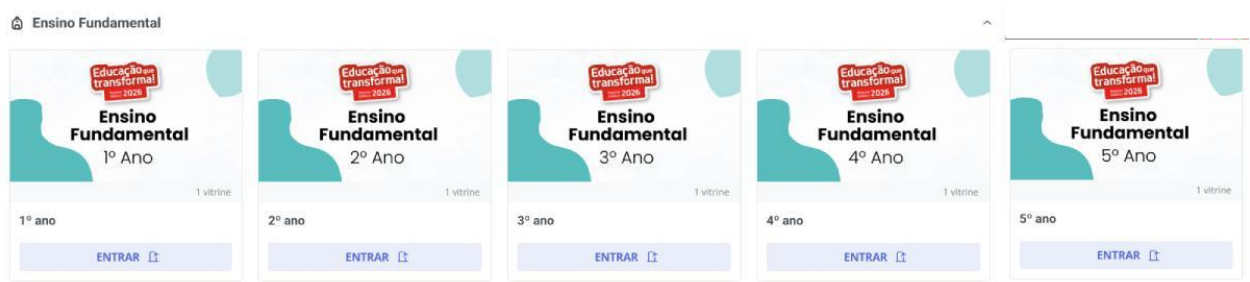 Ensino Fundamental
Educação que
transforma!
2026
Ensino
Fundamental
1º Ano
1 vitrine
1º ano
ENTRAR
Educação que
transforma!
2026
Ensino
Fundamental
2º Ano
1 vitrine
2º ano
ENTRAR
Educação que
transforma!
2026
Ensino
Fundamental
3º Ano
1 vitrine
3º ano
ENTRAR
Educação que
transforma!
2026
Ensino
Fundamental
4º Ano
1 vitrine
4º ano
ENTRAR
Educação que
transforma!
2026
Ensino
Fundamental
5º Ano
1 vitrine
5º ano
ENTRAR